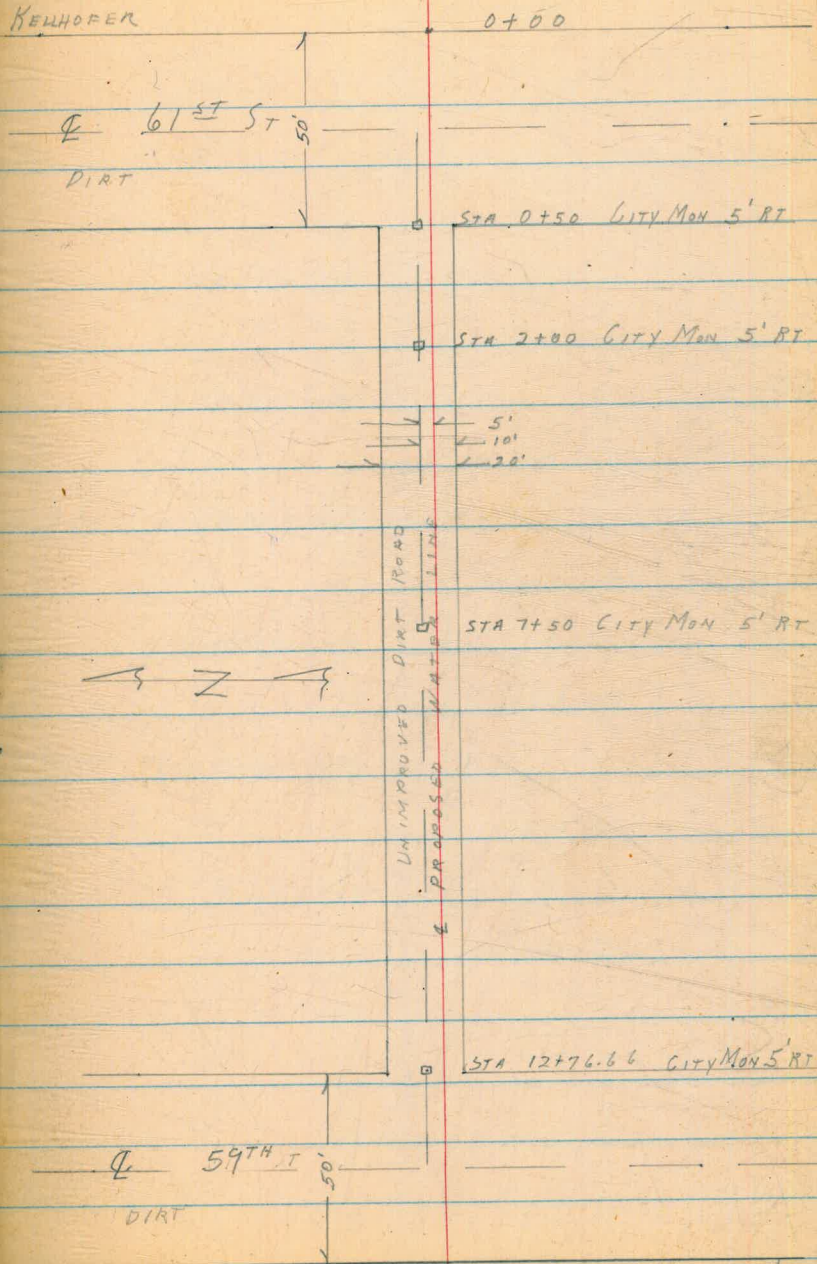 KELLHOFER
0+00
℄ 61ST ST
50'
DIRT
STA 0+50 CITY MON 5' RT
STA 2+00 CITY MON 5' RT
5'
10'
20'
UNIMPROVED DIRT ROAD
℄ PROPOSED WATER LINE
STA 7+50 CITY MON 5' RT
N
STA 12+76.66 CITY MON 5' RT
℄ 59TH T
50'
DIRT